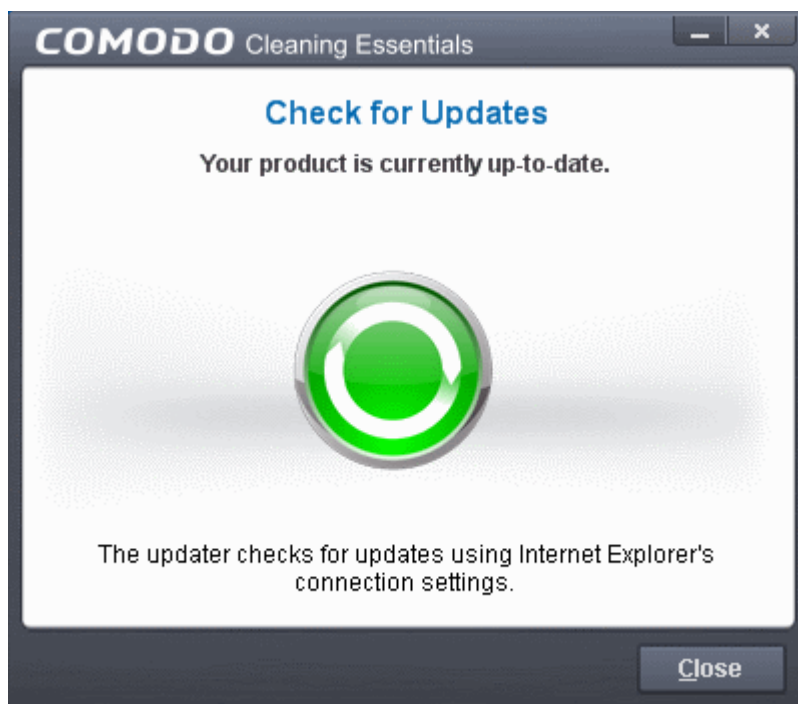 COMODO Cleaning Essentials
Check for Updates
Your product is currently up-to-date.
The updater checks for updates using Internet Explorer's
connection settings.
Close